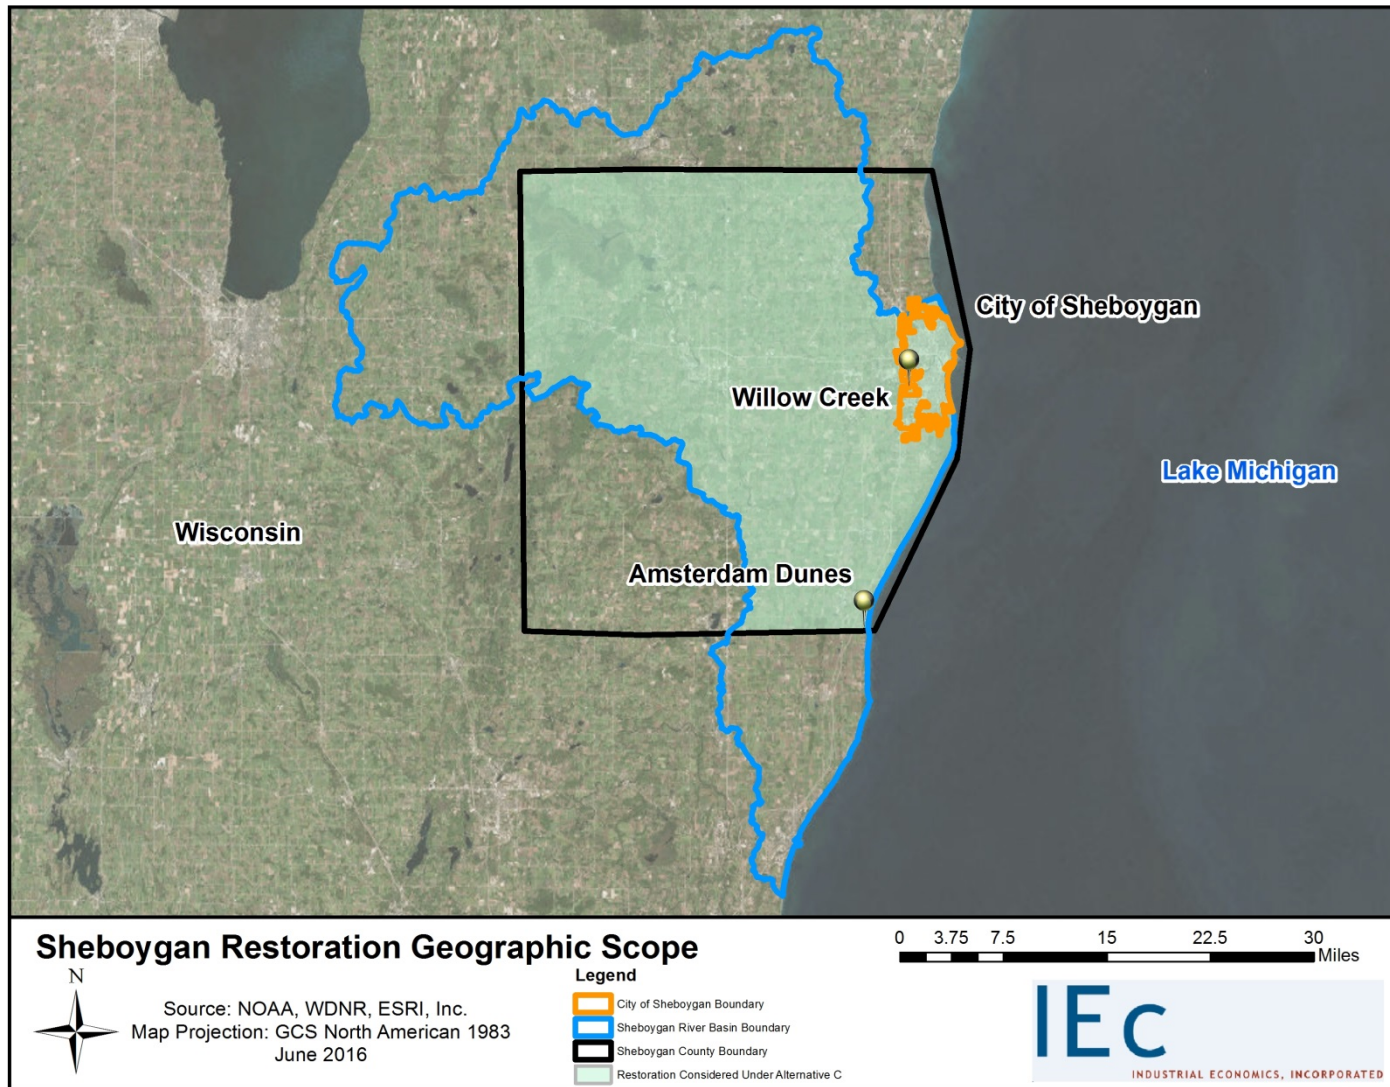 City of Sheboygan
Willow Creek
Lake Michigan
Wisconsin
Amsterdam Dunes
Sheboygan Restoration Geographic Scope
N
Source: NOAA, WDNR, ESRI, Inc.
Map Projection: GCS North American 1983
June 2016
Legend
City of Sheboygan Boundary
Sheboygan River Basin Boundary
Sheboygan County Boundary
Restoration Considered Under Alternative C
0 3.75 7.5 15 22.5 30
Miles
IEc
INDUSTRIAL ECONOMICS, INCORPORATED